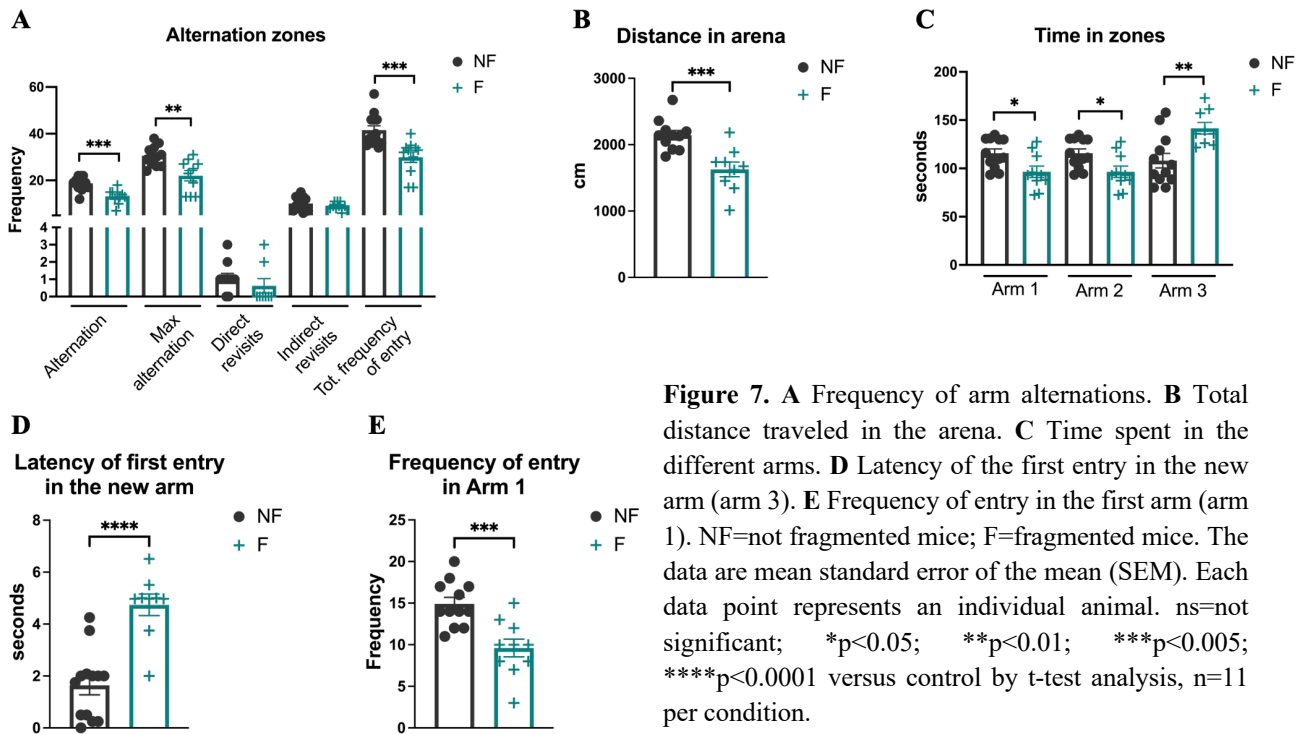 A
Alternation zones
NF
F
Frequency
60
40
20
4
3
2
1
0
***
**
***
Alternation
Max
alternation
Direct
revisits
Indirect revisits
Tot. frequency
of entry
B
Distance in arena
NF
F
cm
3000
2000
1000
0
***
C
Time in zones
NF
F
seconds
200
150
100
50
0
*
*
**
Arm 1
Arm 2
Arm 3
D
Latency of first entry
in the new arm
NF
F
seconds
8
6
4
2
0
****
E
Frequency of entry
in Arm 1
NF
F
Frequency
25
20
15
10
5
0
***
Figure 7. A Frequency of arm alternations. B Total
distance traveled in the arena. C Time spent in the
different arms. D Latency of the first entry in the new
arm (arm 3). E Frequency of entry in the first arm (arm
1). NF=not fragmented mice; F=fragmented mice. The
data are mean standard error of the mean (SEM). Each
data point represents an individual animal. ns=not
significant; *p<0.05; **p<0.01; ***p<0.005;
****p<0.0001 versus control by t-test analysis, n=11
per condition.